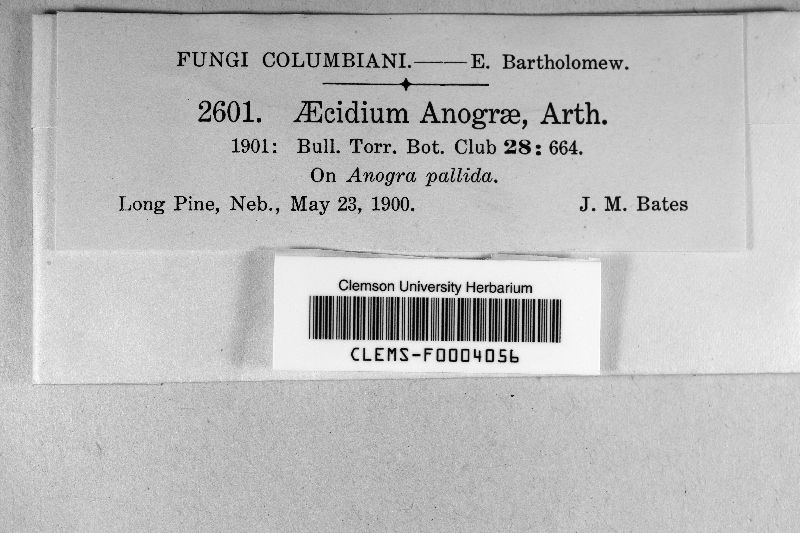 FUNGI COLUMBIANI.——E. Bartholomew.
2601. Æcidium Anogræ, Arth.
1901: Bull. Torr. Bot. Club 28: 664.
On Anogra pallida.
Long Pine, Neb., May 23, 1900. J. M. Bates
Clemson University Herbarium
CLEMS-F0004056